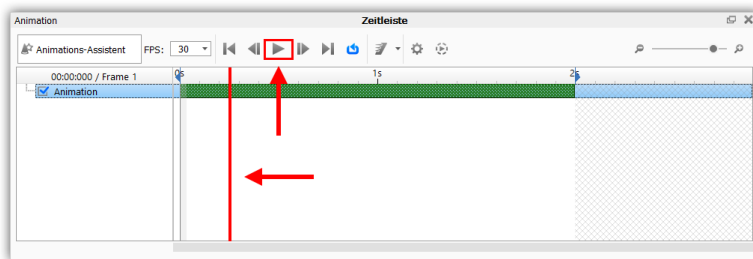 Animation Zeitleiste
Animations-Assistent FPS: 30
00:00:000 / Frame 1 0s 1s 2s
Animation